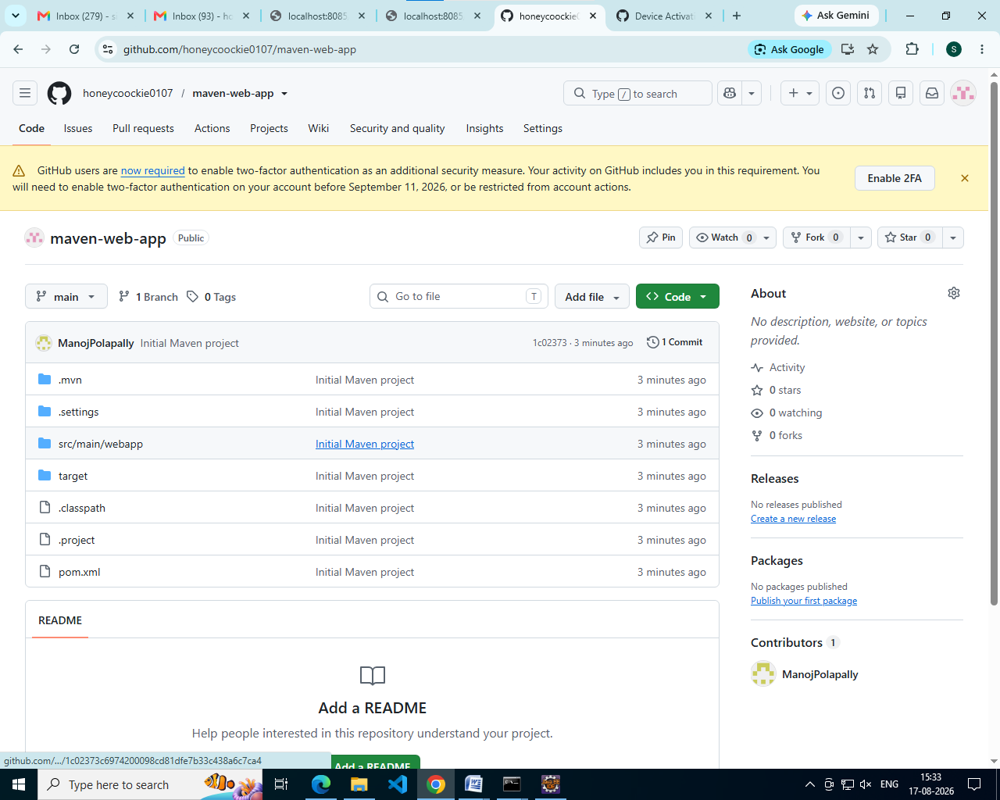 Inbox (279) - s
Inbox (93) - ho
localhost:8085
localhost:8085
honeycoockie0
Device Activati
Ask Gemini
github.com/honeycoockie0107/maven-web-app
Ask Google
S
honeycoockie0107 / maven-web-app
Type / to search
Code
Issues
Pull requests
Actions
Projects
Wiki
Security and quality
Insights
Settings
GitHub users are now required to enable two-factor authentication as an additional security measure. Your activity on GitHub includes you in this requirement. You
will need to enable two-factor authentication on your account before September 11, 2026, or be restricted from account actions.
Enable 2FA
maven-web-app Public
Pin
Watch 0
Fork 0
Star 0
main
1 Branch
0 Tags
Go to file T
Add file
Code
ManojPolapally Initial Maven project 1c02373 · 3 minutes ago 1 Commit
.mvn Initial Maven project 3 minutes ago
.settings Initial Maven project 3 minutes ago
src/main/webapp Initial Maven project 3 minutes ago
target Initial Maven project 3 minutes ago
.classpath Initial Maven project 3 minutes ago
.project Initial Maven project 3 minutes ago
pom.xml Initial Maven project 3 minutes ago
README
Add a README
Help people interested in this repository understand your project.
Add a README
About
No description, website, or topics
provided.
Activity
0 stars
0 watching
0 forks
Releases
No releases published
Create a new release
Packages
No packages published
Publish your first package
Contributors 1
ManojPolapally
github.com/.../1c02373c6974200098cd81dfe7b33c438a6c7ca4
Type here to search
ENG
15:33
17-08-2026